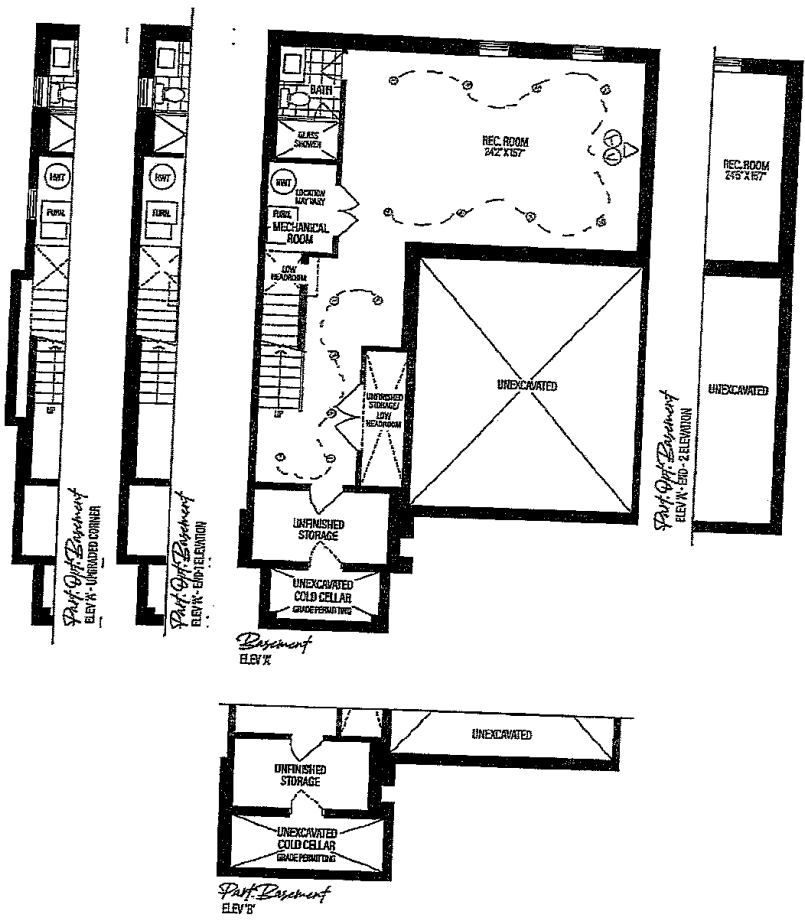 HWT
FURN.
UP
Part. Opt. Basement
ELEV 'A' - UPGRADED CORNER
HWT
FURN.
UP
Part. Opt. Basement
ELEV 'A' - END 1 ELEVATION
BATH
GLASS
SHOWER
HWT
LOCATION
MAY VARY
FURN.
MECHANICAL
ROOM
LOW
HEADROOM
UP
REC. ROOM
24'2" X 15'7"
TV
UNFINISHED
STORAGE/
LOW
HEADROOM
UNEXCAVATED
UNFINISHED
STORAGE
UNEXCAVATED
COLD CELLAR
GRADE PERMITTING
Basement
ELEV 'A'
REC. ROOM
24'5" X 15'7"
UNEXCAVATED
Part. Opt. Basement
ELEV 'A' - END - 2 ELEVATION
UNEXCAVATED
UNFINISHED
STORAGE
UNEXCAVATED
COLD CELLAR
GRADE PERMITTING
Part. Basement
ELEV 'B'